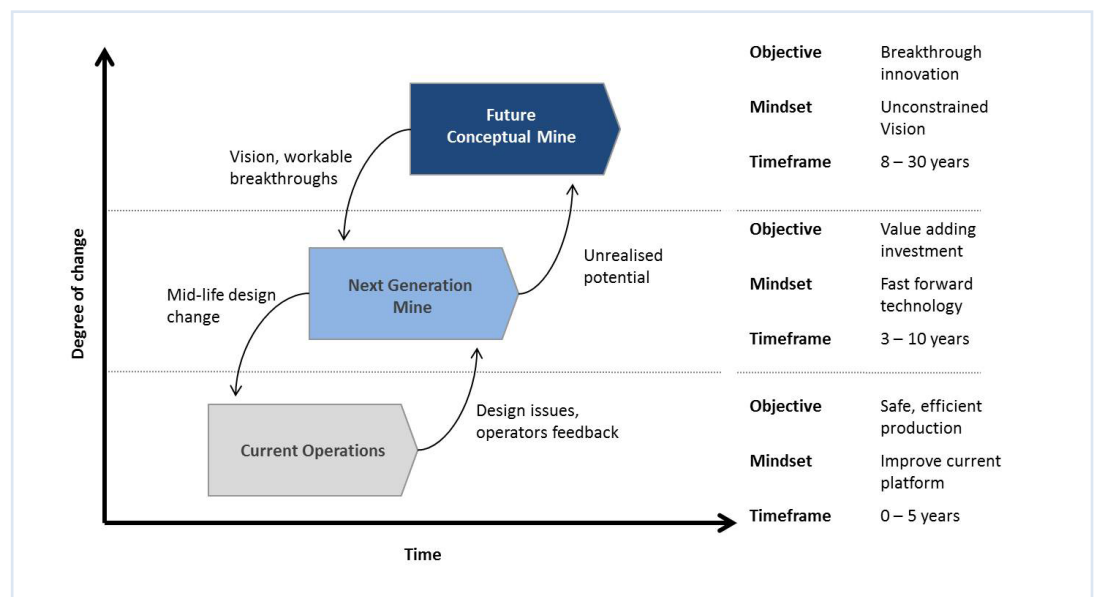 Degree of change
Time
Future
Conceptual Mine
Vision, workable
breakthroughs
Next Generation
Mine
Unrealised
potential
Mid-life design
change
Current Operations
Design issues,
operators feedback
Objective Breakthrough
innovation
Mindset Unconstrained
Vision
Timeframe 8 – 30 years
Objective Value adding
investment
Mindset Fast forward
technology
Timeframe 3 – 10 years
Objective Safe, efficient
production
Mindset Improve current
platform
Timeframe 0 – 5 years